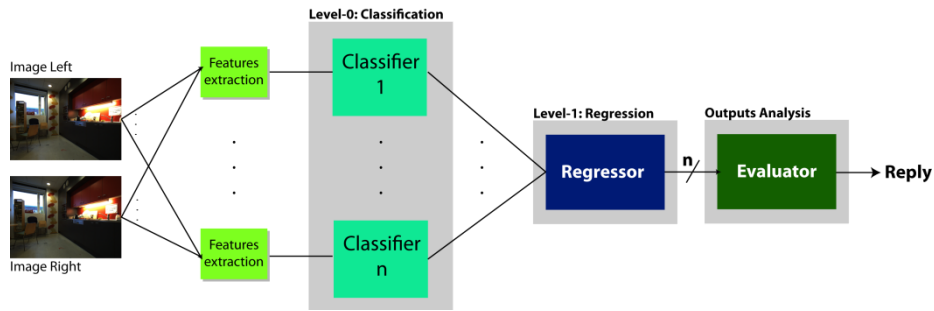 Level-0: Classification
Image Left
Features
extraction
Classifier
1
Level-1: Regression
Outputs Analysis
Regressor
n
Evaluator
Reply
Features
extraction
Classifier
n
Image Right